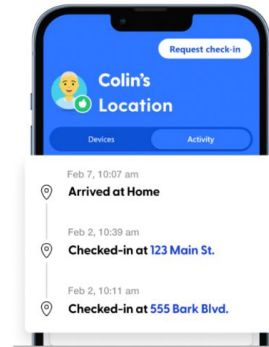 Request check-in
Colin's
Location
Devices
Activity
Feb 7, 10:07 am
Arrived at Home
Feb 2, 10:39 am
Checked-in at 123 Main St.
Feb 2, 10:11 am
Checked-in at 555 Bark Blvd.